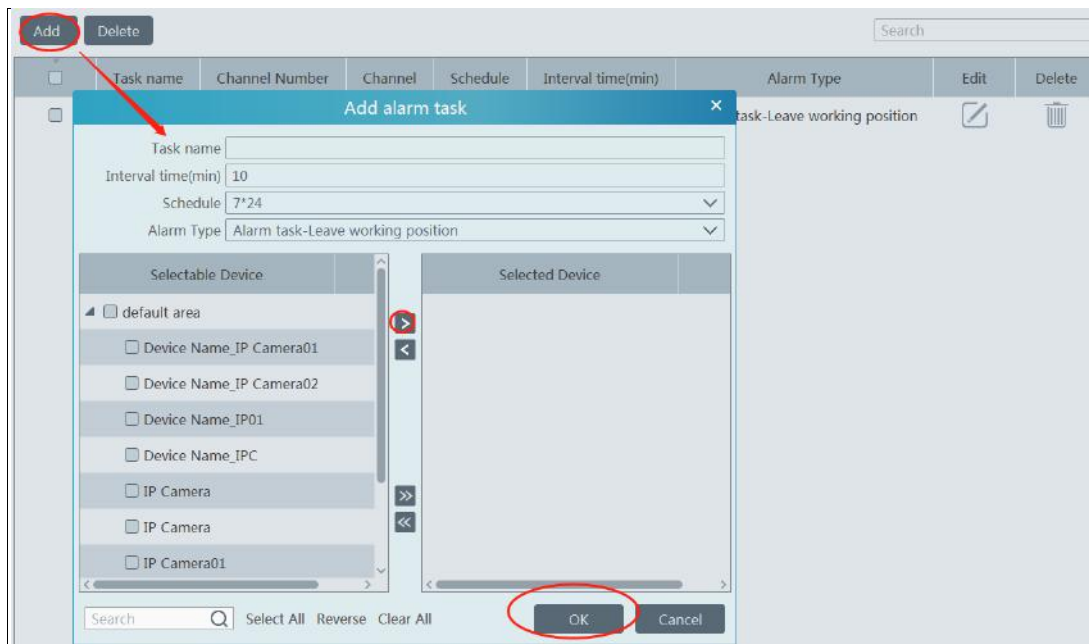 Add Delete Search
Task name Channel Number Channel Schedule Interval time(min) Alarm Type Edit Delete
Add alarm task
task-Leave working position
Task name
Interval time(min) 10
Schedule 7*24
Alarm Type Alarm task-Leave working position
Selectable Device Selected Device
default area
Device Name_IP Camera01
Device Name_IP Camera02
Device Name_IP01
Device Name_IPC
IP Camera
IP Camera
IP Camera01
Search Select All Reverse Clear All OK Cancel